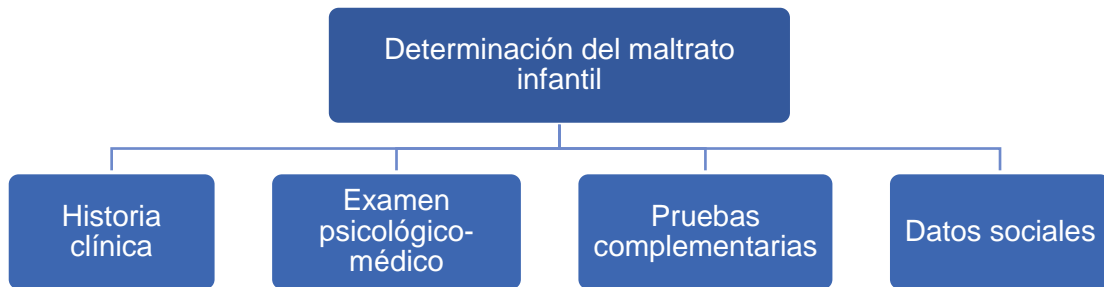 Determinación del maltrato
infantil
Historia
clínica
Examen
psicológico-
médico
Pruebas
complementarias
Datos sociales